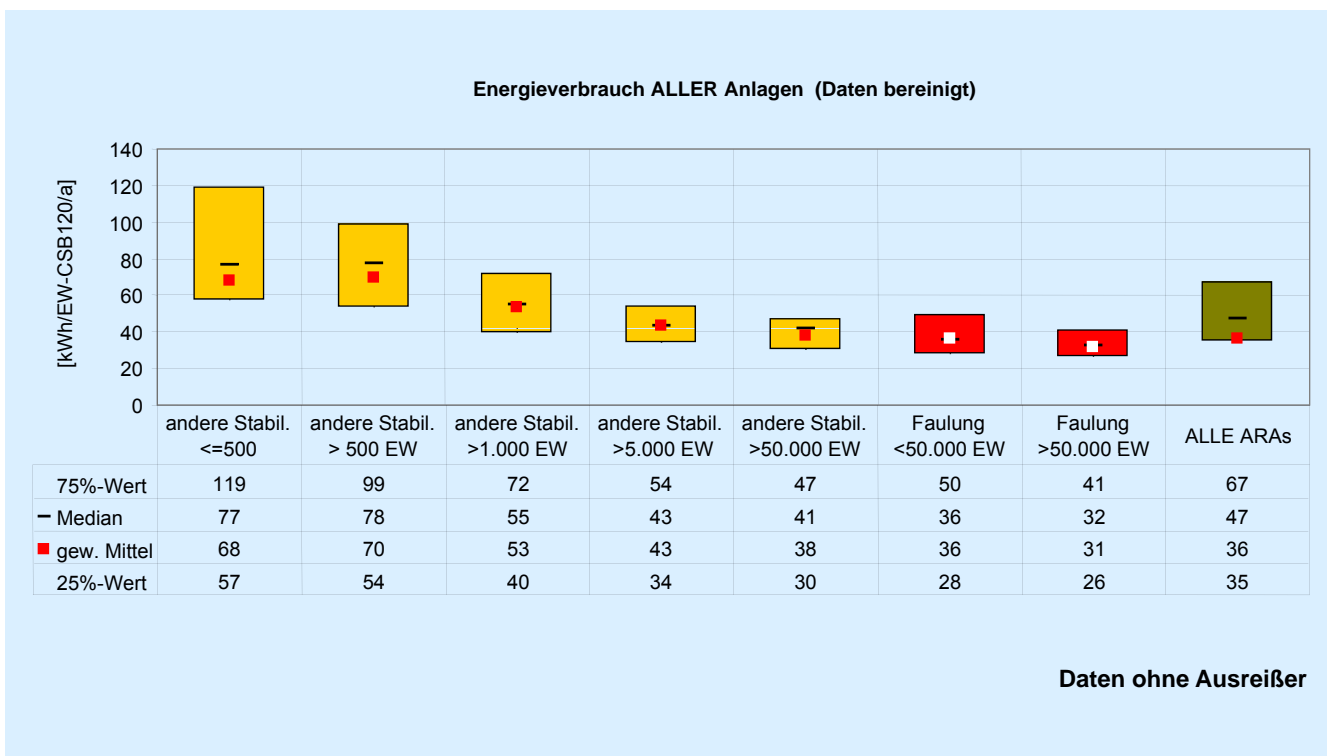 Energieverbrauch ALLER Anlagen (Daten bereinigt)
[kWh/EW-CSB120/a]
140
120
100
80
60
40
20
0
andere Stabil. <=500
andere Stabil. > 500 EW
andere Stabil. >1.000 EW
andere Stabil. >5.000 EW
andere Stabil. >50.000 EW
Faulung <50.000 EW
Faulung >50.000 EW
ALLE ARAs
75%-Wert 119 99 72 54 47 50 41 67
Median 77 78 55 43 41 36 32 47
gew. Mittel 68 70 53 43 38 36 31 36
25%-Wert 57 54 40 34 30 28 26 35
Daten ohne Ausreißer